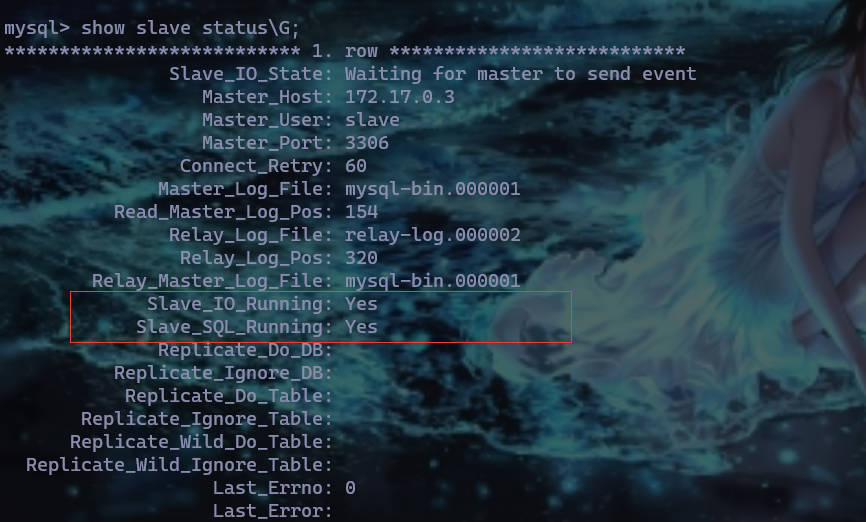 mysql> show slave status\G;
*************************** 1. row ***************************
Slave_IO_State: Waiting for master to send event
Master_Host: 172.17.0.3
Master_User: slave
Master_Port: 3306
Connect_Retry: 60
Master_Log_File: mysql-bin.000001
Read_Master_Log_Pos: 154
Relay_Log_File: relay-log.000002
Relay_Log_Pos: 320
Relay_Master_Log_File: mysql-bin.000001
Slave_IO_Running: Yes
Slave_SQL_Running: Yes
Replicate_Do_DB:
Replicate_Ignore_DB:
Replicate_Do_Table:
Replicate_Ignore_Table:
Replicate_Wild_Do_Table:
Replicate_Wild_Ignore_Table:
Last_Errno: 0
Last_Error: